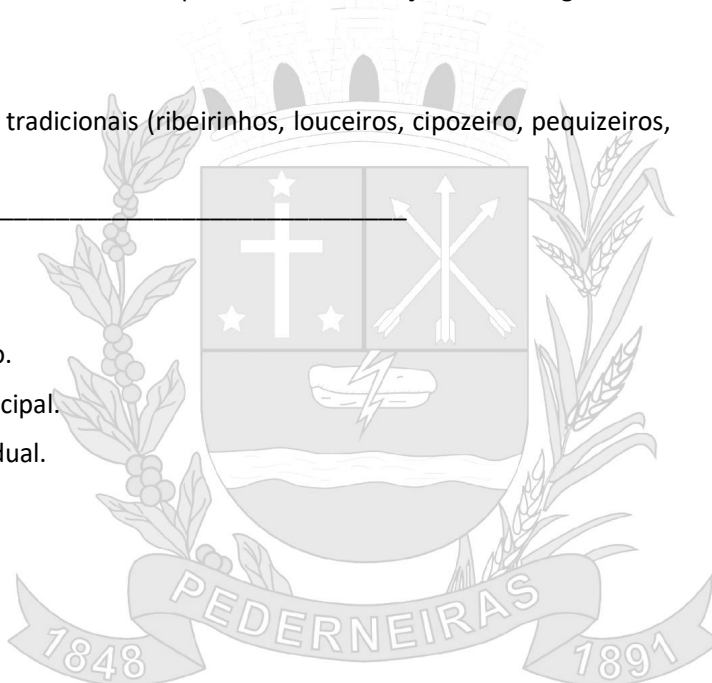 tradicionais (ribeirinhos, louceiros, cipozeiro, pequizeiros,
o.
cipal.
dual.
PEDERNEIRAS
1848
1891